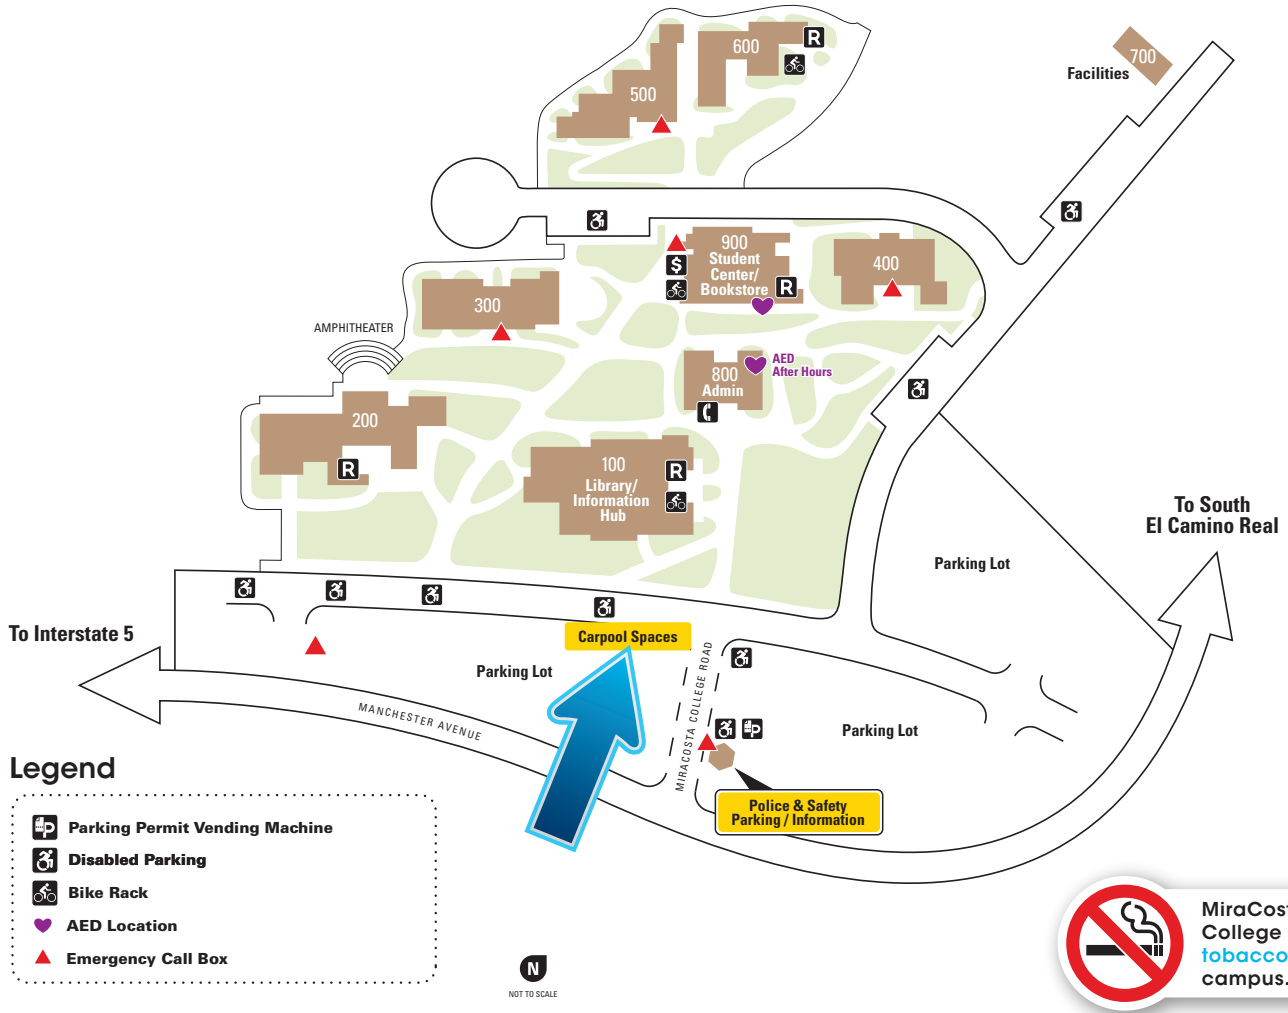 600
R
700
Facilities
500
900
Student
Center/
Bookstore
$
R
400
300
AMPHITHEATER
AED
After Hours
800
Admin
200
R
100
Library/
Information
Hub
R
To South
El Camino Real
Parking Lot
To Interstate 5
Carpool Spaces
Parking Lot
MIRACOSTA COLLEGE ROAD
MANCHESTER AVENUE
P
Parking Lot
Police & Safety
Parking / Information
Legend
P
Parking Permit Vending Machine
Disabled Parking
Bike Rack
AED Location
Emergency Call Box
N
NOT TO SCALE
MiraCost
College
tobacco
campus.